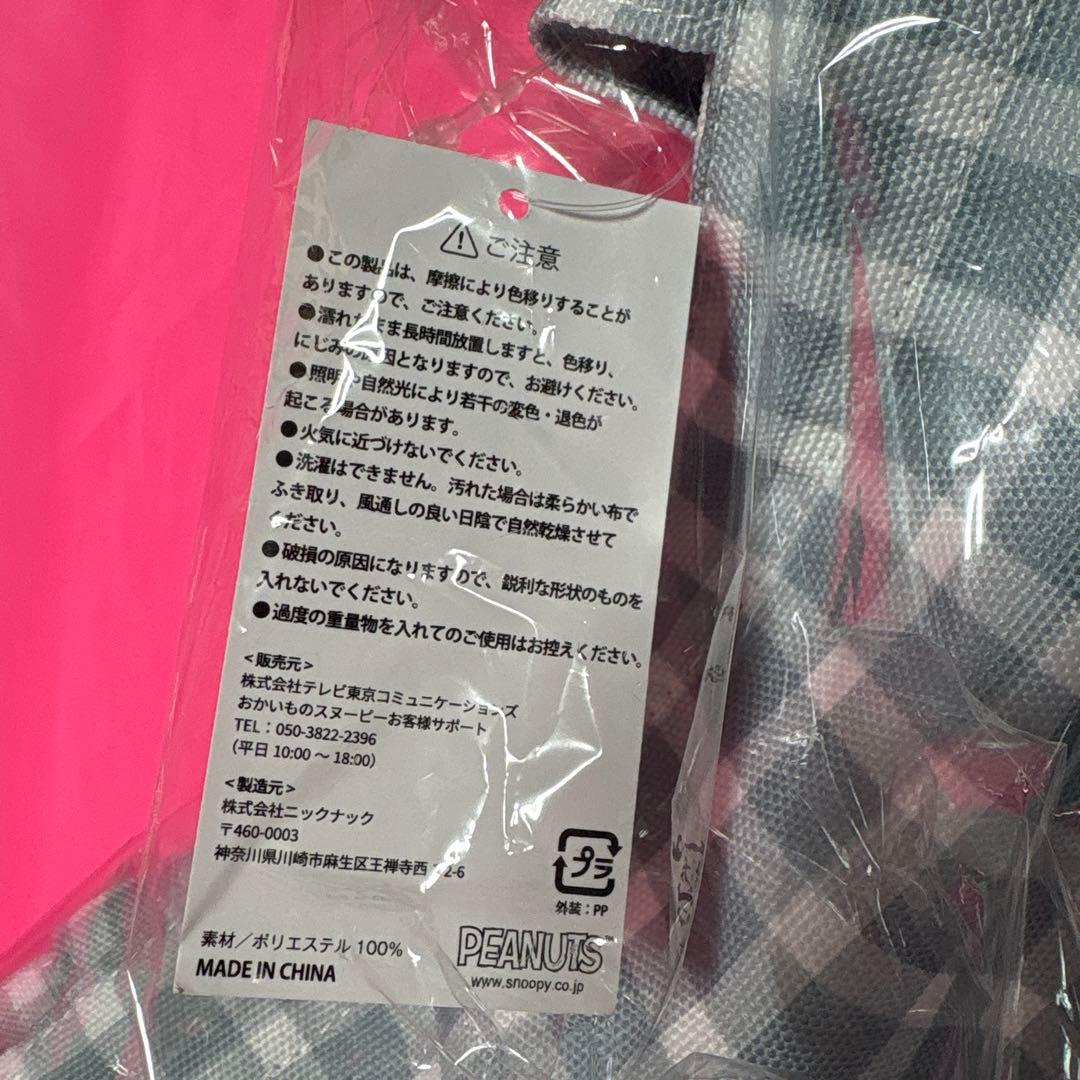 ご注意
●この製品は、摩擦により色移りすることが
ありますので、ご注意ください。
●濡れたまま長時間放置しますと、色移り、
にじみの原因となりますので、お避けください。
●照明や自然光により若干の変色・退色が
起こる場合があります。
●火気に近づけないでください。
●洗濯はできません。汚れた場合は柔らかい布で
ふき取り、風通しの良い日陰で自然乾燥させて
ください。
●破損の原因になりますので、鋭利な形状のものを
入れないでください。
●過度の重量物を入れてのご使用はお控えください。
<販売元>
株式会社テレビ東京コミュニケーションズ
おかいものスヌーピーお客様サポート
TEL：050-3822-2396
（平日 10:00 ～ 18:00）
<製造元>
株式会社ニックナック
〒460-0003
神奈川県川崎市麻生区王禅寺西
プラ
外装：PP
素材／ポリエステル 100%
MADE IN CHINA
PEANUTS™
www.snoopy.co.jp